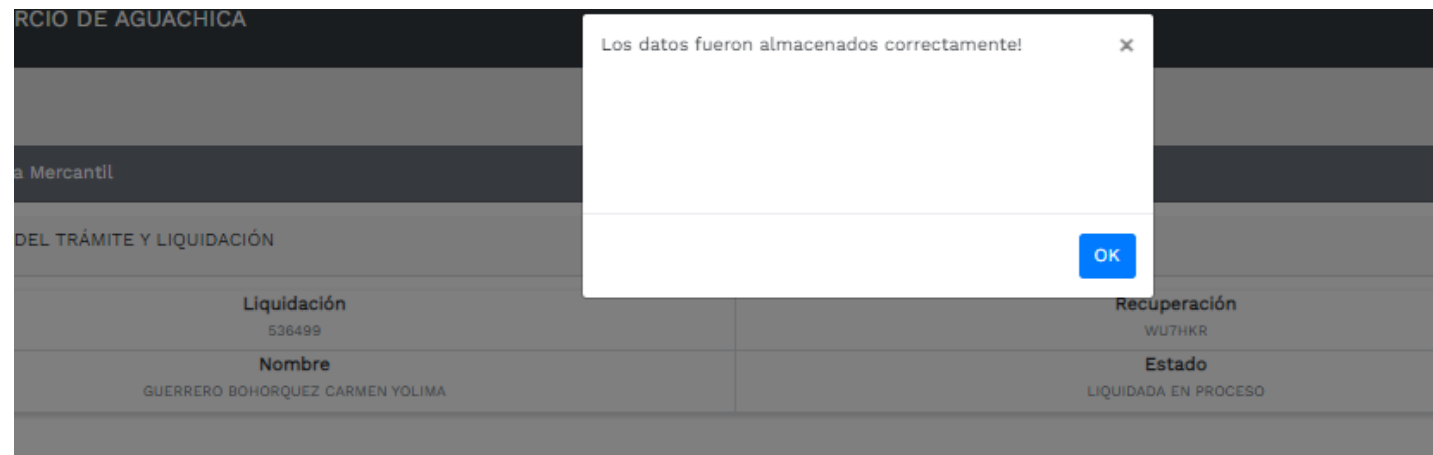 RCIO DE AGUACHICA
Los datos fueron almacenados correctamente!
×
a Mercantil
DEL TRÁMITE Y LIQUIDACIÓN
OK
Liquidación
536499
Recuperación
WU7HKR
Nombre
GUERRERO BOHORQUEZ CARMEN YOLIMA
Estado
LIQUIDADA EN PROCESO